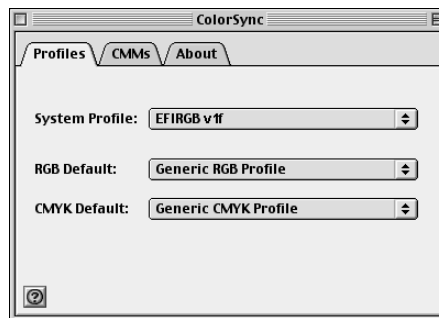 ColorSync
Profiles CMMs About
System Profile: EFIRGB v1f
RGB Default: Generic RGB Profile
CMYK Default: Generic CMYK Profile
?